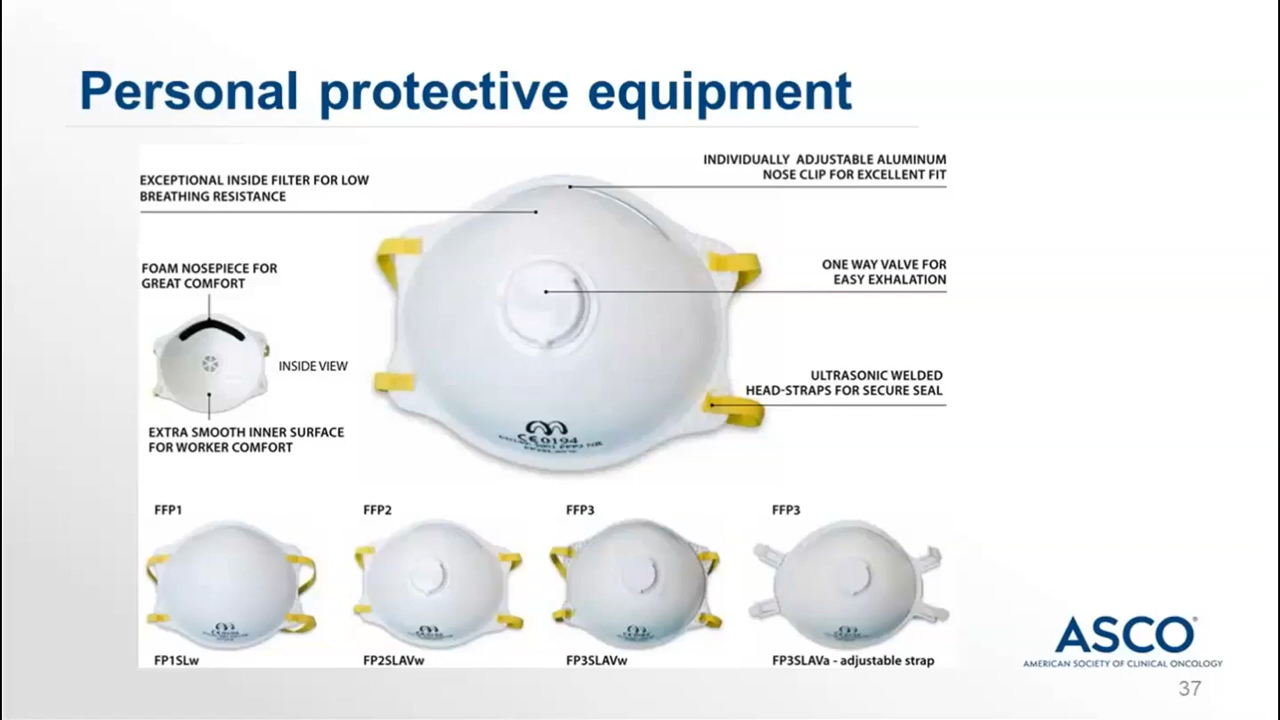 Personal protective equipment
EXCEPTIONAL INSIDE FILTER FOR LOW
BREATHING RESISTANCE
INDIVIDUALLY ADJUSTABLE ALUMINUM
NOSE CLIP FOR EXCELLENT FIT
FOAM NOSEPIECE FOR
GREAT COMFORT
ONE WAY VALVE FOR
EASY EXHALATION
INSIDE VIEW
ULTRASONIC WELDED
HEAD-STRAPS FOR SECURE SEAL
EXTRA SMOOTH INNER SURFACE
FOR WORKER COMFORT
CE 0194
FFP1
FFP2
FFP3
FFP3
FP1SLw
FP2SLAVw
FP3SLAVw
FP3SLAVa - adjustable strap
ASCO®
AMERICAN SOCIETY OF CLINICAL ONCOLOGY
37